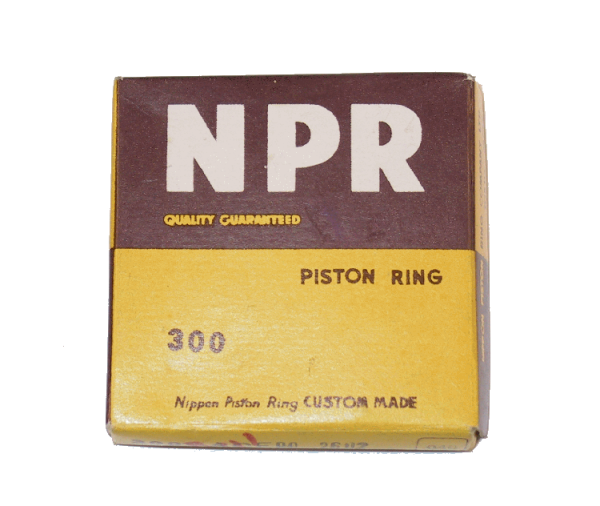 NPR
QUALITY GUARANTEED
PISTON RING
300
Nippon Piston Ring CUSTOM MADE